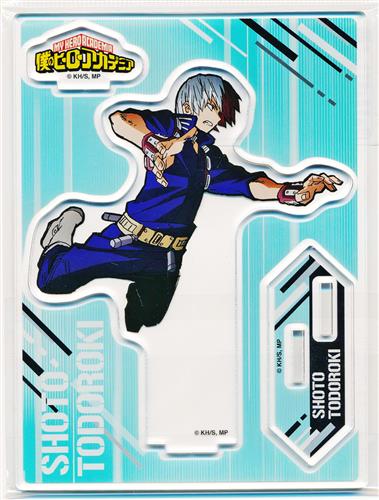 MY HERO ACADEMIA
僕のヒーローアカデミア
© KH/S, MP
SHOTO
TODOROKI
© KH/S, MP
© KH/S, MP
SHOTO
TODOROKI